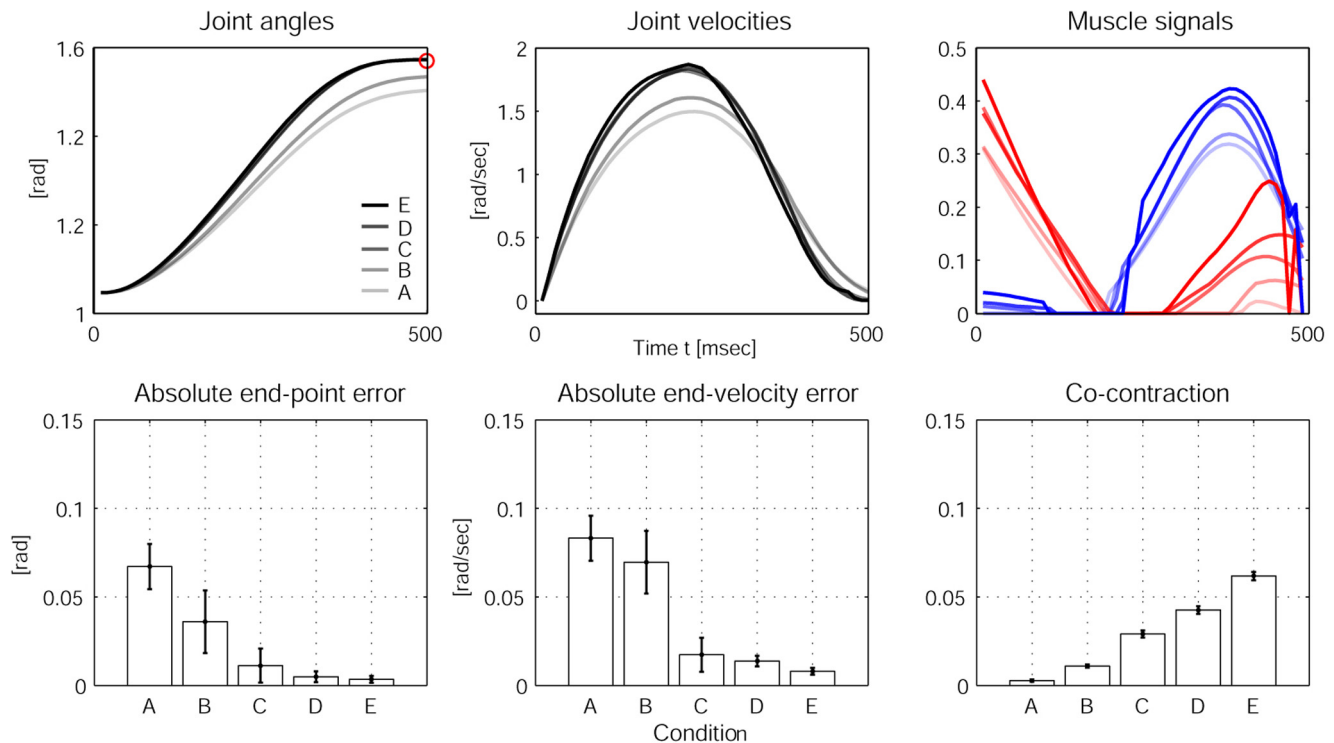 Joint angles
Joint velocities
Muscle signals
1.6
1.2
1.2
1
[rad]
E
D
C
B
A
0
500
2
1.5
1
0.5
0
[rad/sec]
0
500
Time t [msec]
0.5
0.4
0.3
0.2
0.1
0
0
500
Absolute end-point error
Absolute end-velocity error
Co-contraction
0.15
0.1
0.05
0
[rad]
A B C D E
0.15
0.1
0.05
0
[rad/sec]
A B C D E
Condition
0.15
0.1
0.05
0
A B C D E